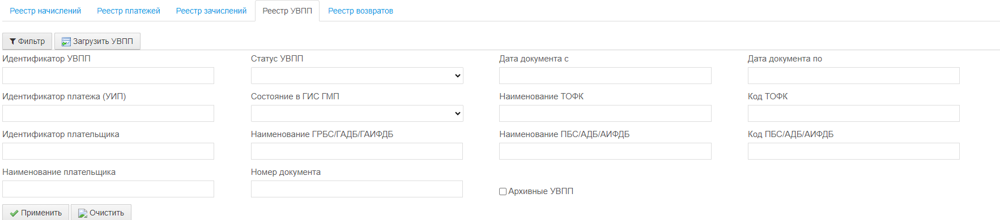 Реестр начислений Реестр платежей Реестр зачислений Реестр УВПП Реестр возвратов
Фильтр Загрузить УВПП
Идентификатор УВПП Статус УВПП Дата документа с Дата документа по
Идентификатор платежа (УИП) Состояние в ГИС ГМП Наименование ТОФК Код ТОФК
Идентификатор плательщика Наименование ГРБС/ГАДБ/ГАИФДБ Наименование ПБС/АДБ/АИФДБ Код ПБС/АДБ/АИФДБ
Наименование плательщика Номер документа
Архивные УВПП
Применить Очистить